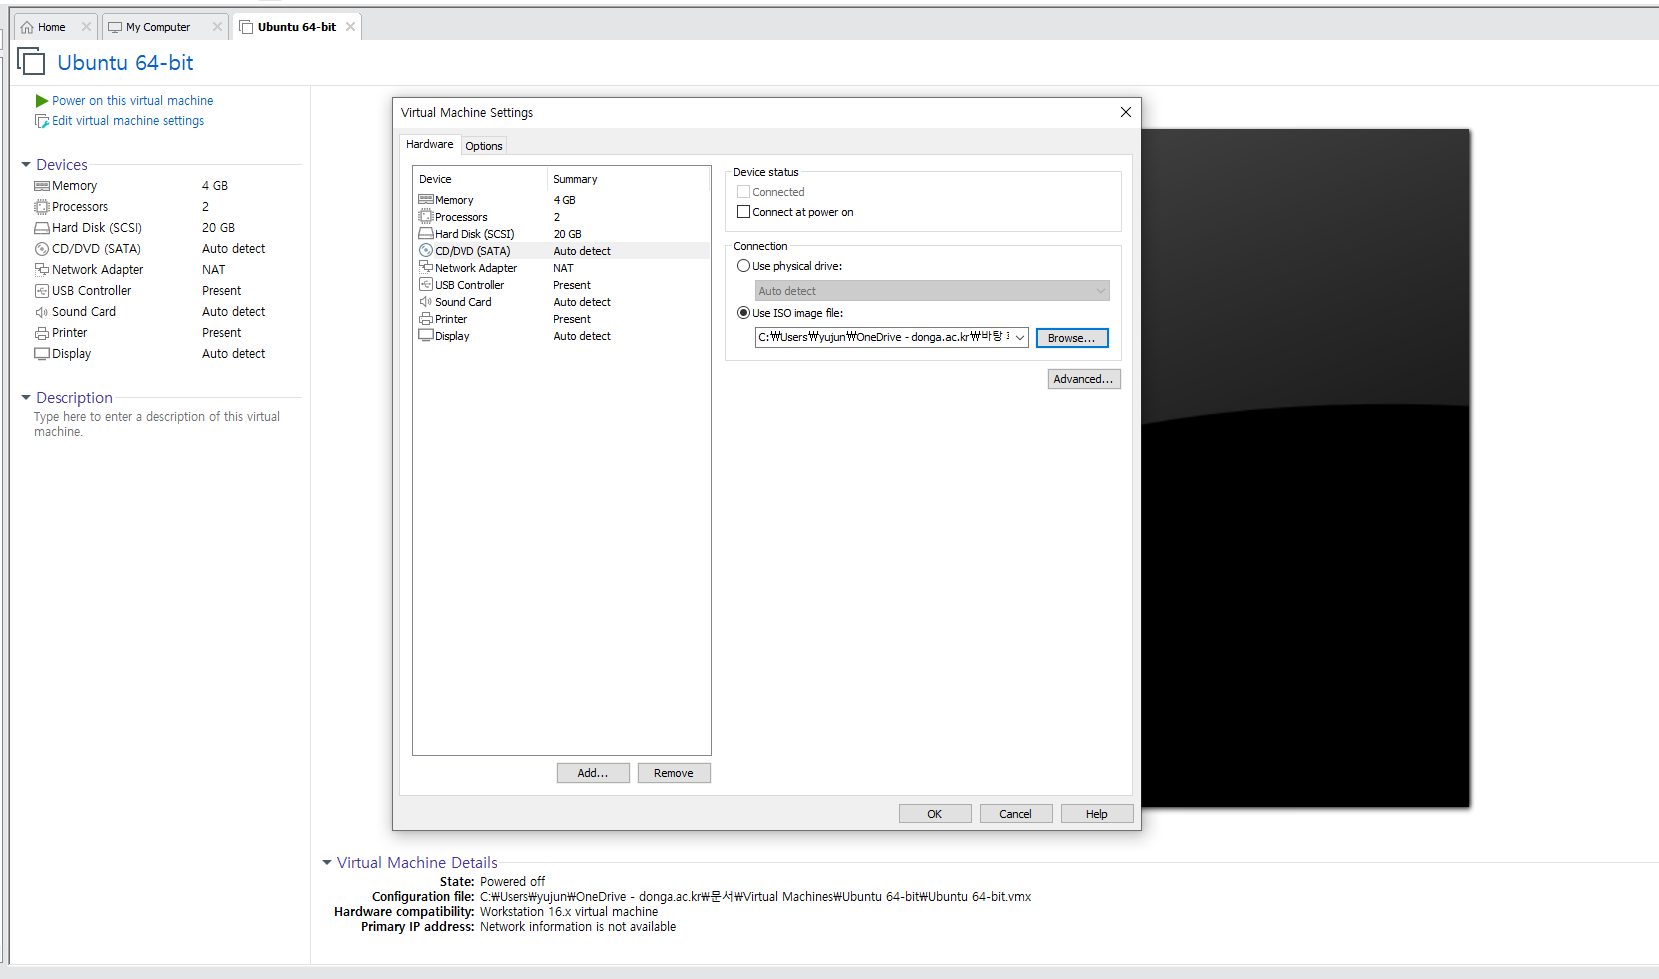 Home
My Computer
Ubuntu 64-bit
Ubuntu 64-bit
Power on this virtual machine
Edit virtual machine settings
Devices
Memory 4 GB
Processors 2
Hard Disk (SCSI) 20 GB
CD/DVD (SATA) Auto detect
Network Adapter NAT
USB Controller Present
Sound Card Auto detect
Printer Present
Display Auto detect
Description
Type here to enter a description of this virtual
machine.
Virtual Machine Settings
Hardware Options
Device Summary
Memory 4 GB
Processors 2
Hard Disk (SCSI) 20 GB
CD/DVD (SATA) Auto detect
Network Adapter NAT
USB Controller Present
Sound Card Auto detect
Printer Present
Display Auto detect
Add... Remove
Device status
Connected
Connect at power on
Connection
Use physical drive:
Auto detect
Use ISO image file:
C:₩Users₩yujun₩OneDrive - donga.ac.kr₩바탕
Browse...
Advanced...
OK Cancel Help
Virtual Machine Details
State: Powered off
Configuration file: C:₩Users₩yujun₩OneDrive - donga.ac.kr₩문서₩Virtual Machines₩Ubuntu 64-bit₩Ubuntu 64-bit.vmx
Hardware compatibility: Workstation 16.x virtual machine
Primary IP address: Network information is not available